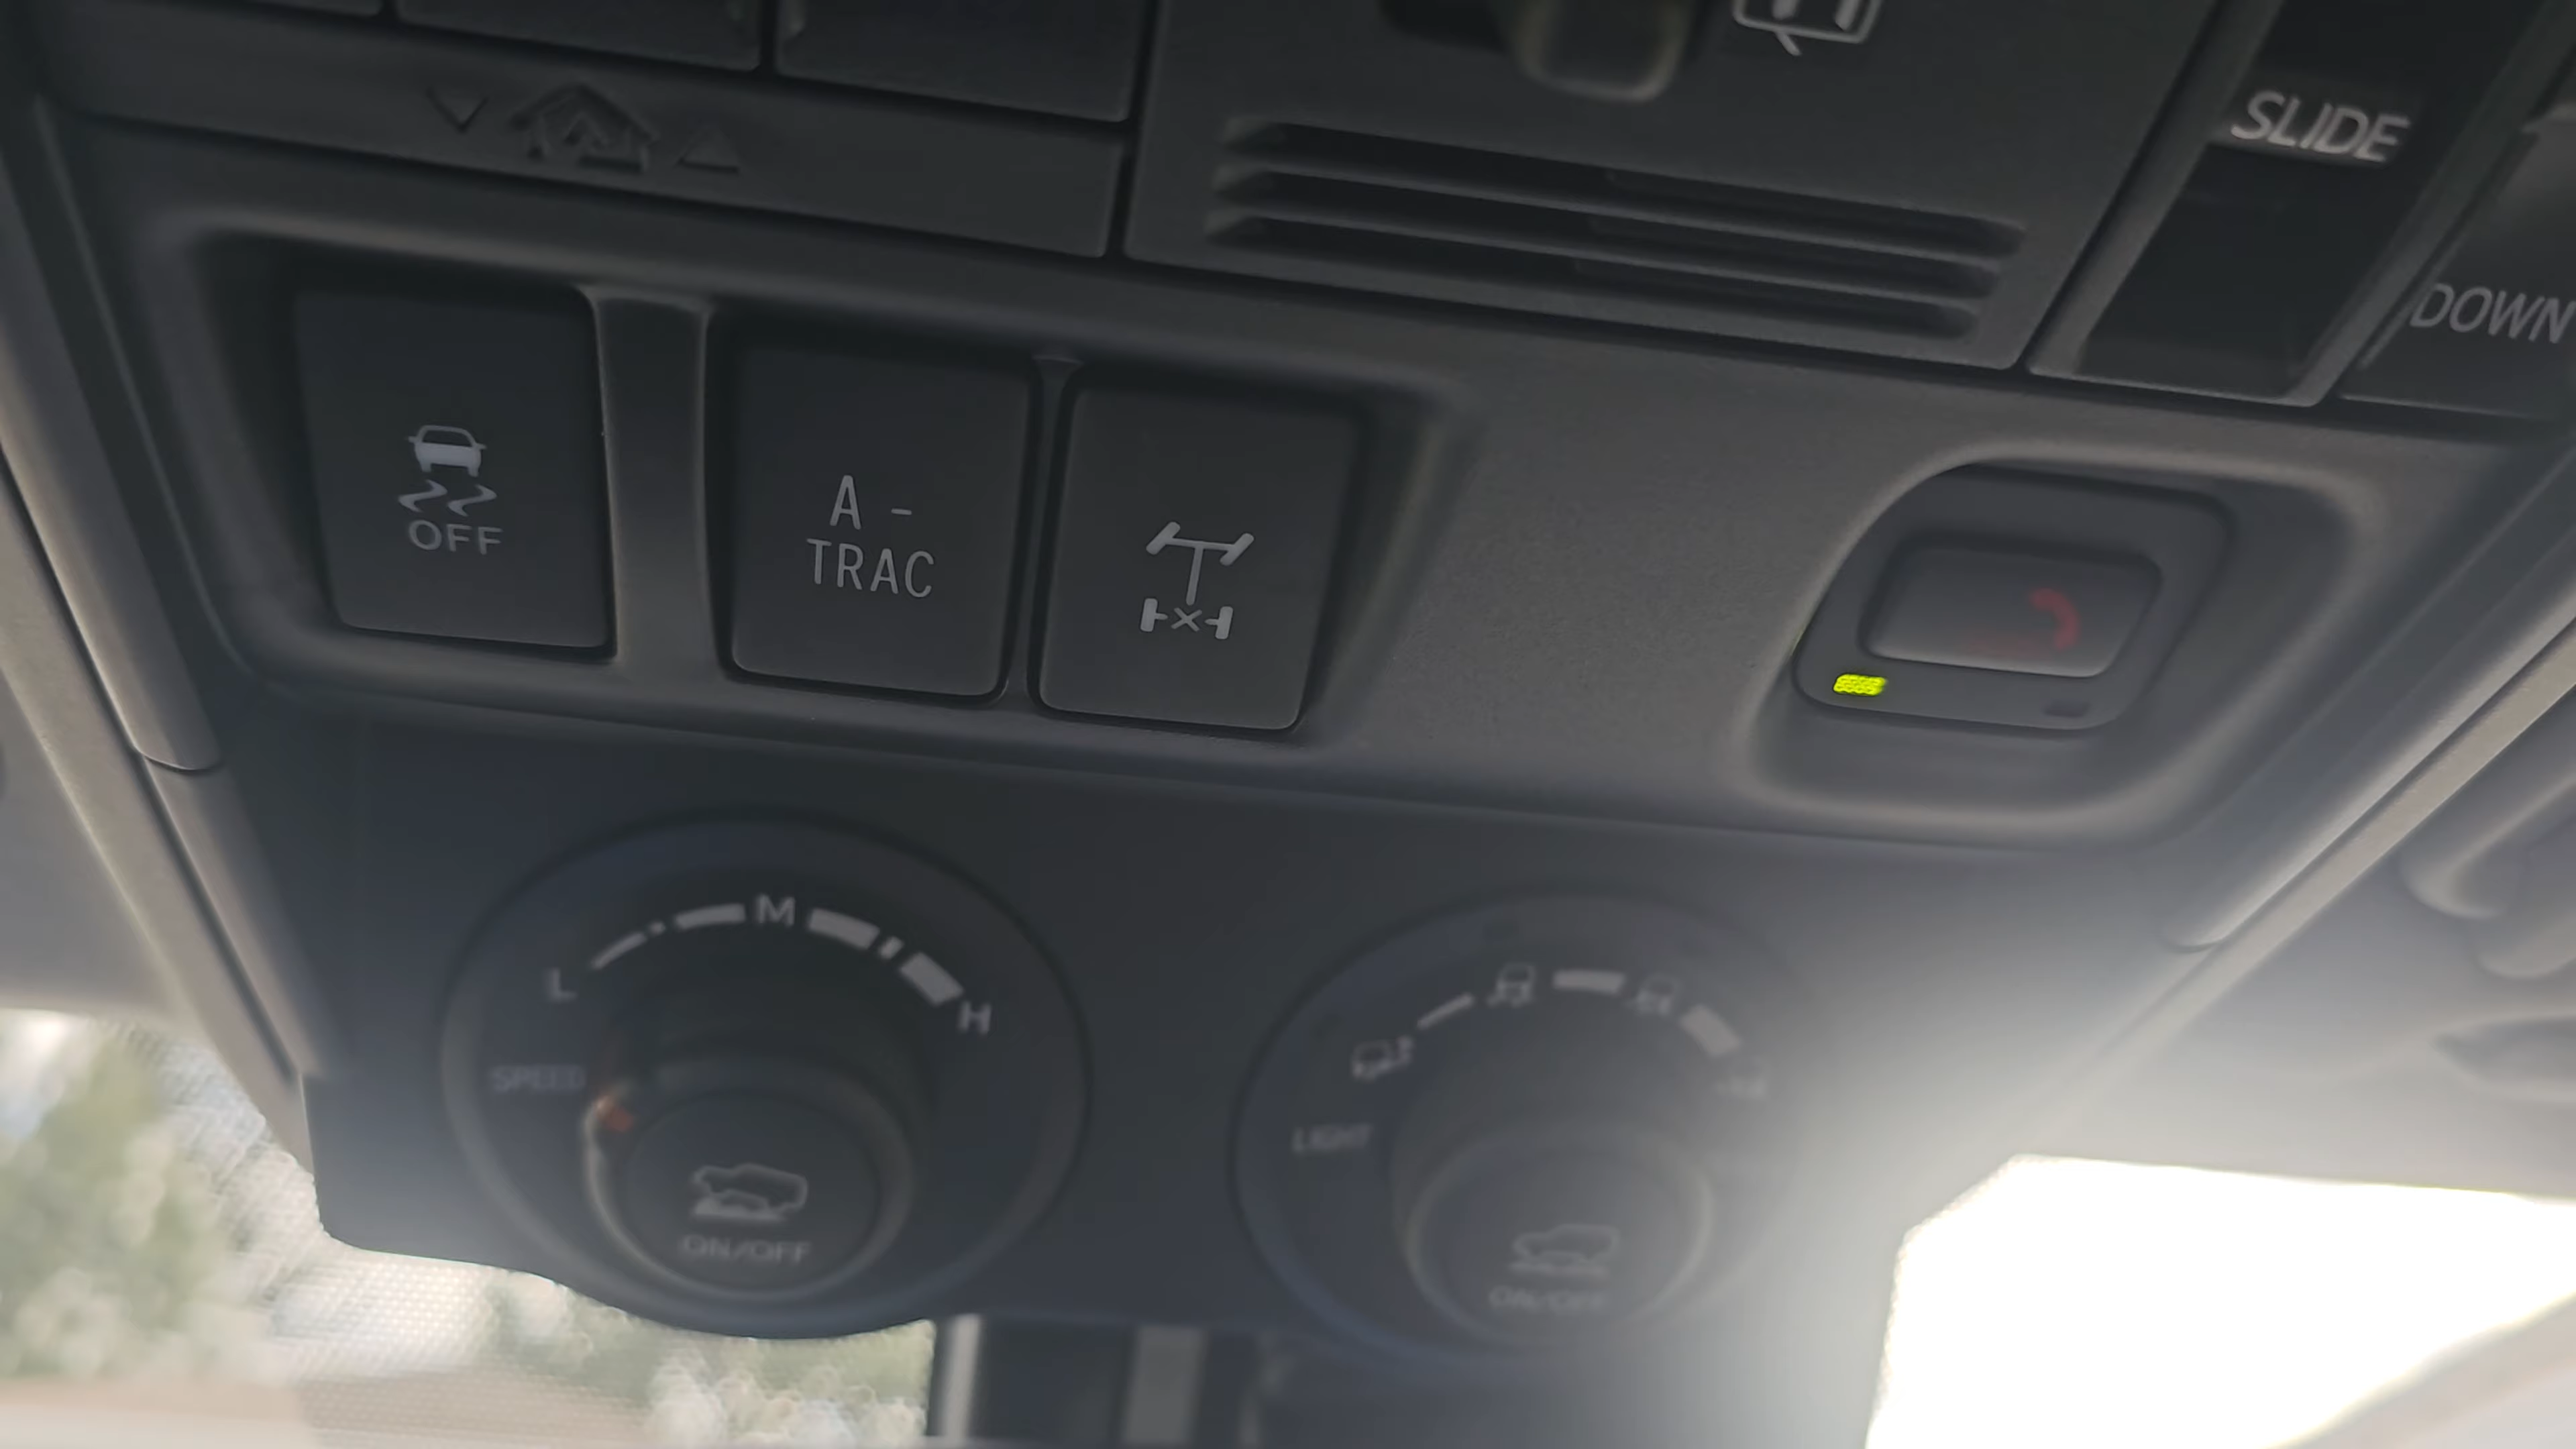 SLIDE
DOWN
OFF
A -
TRAC
M
L
H
SPEED
LIGHT
ON/OFF
ON/OFF